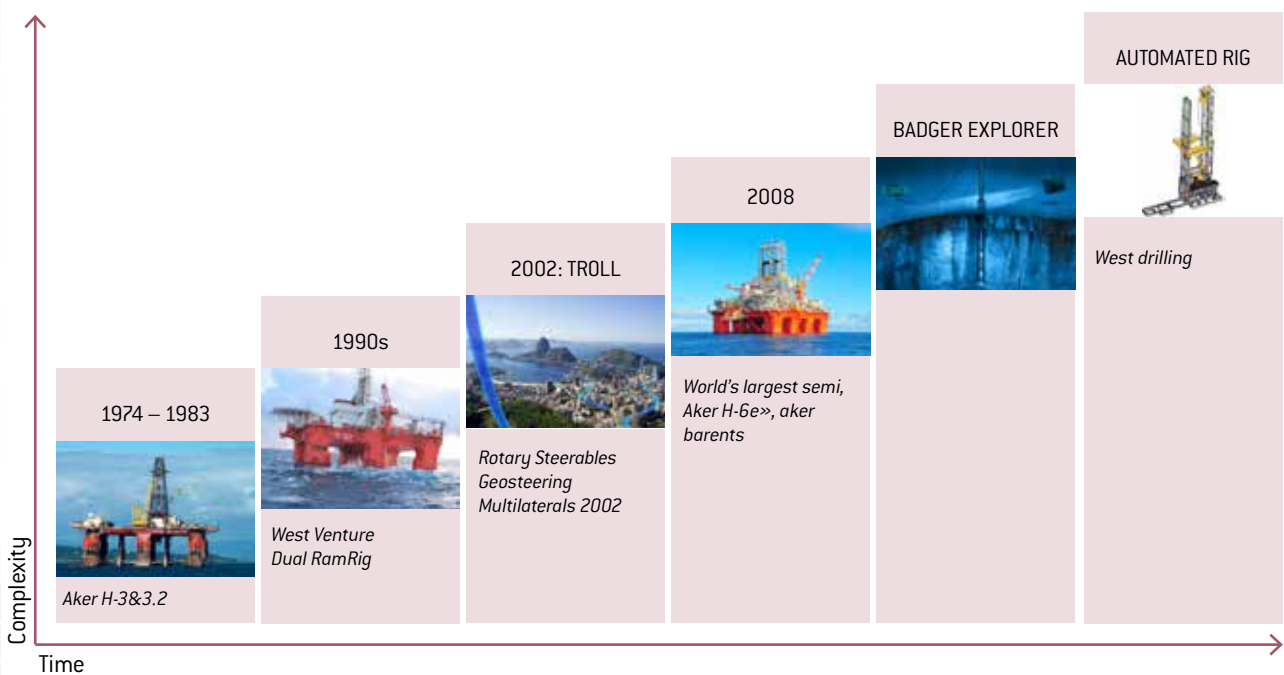 Complexity
Time
1974 – 1983
Aker H-3&3.2
1990s
West Venture
Dual RamRig
2002: TROLL
Rotary Steerables
Geosteering
Multilaterals 2002
2008
World's largest semi,
Aker H-6e», aker
barents
BADGER EXPLORER
AUTOMATED RIG
West drilling